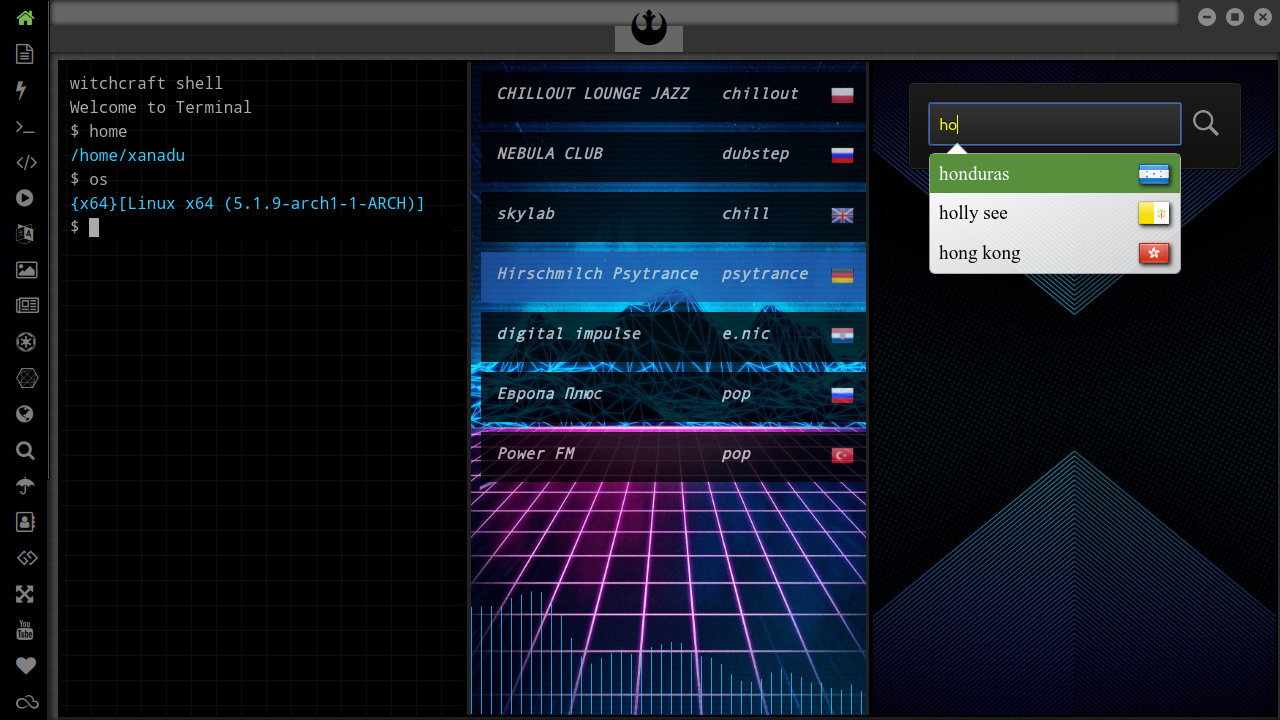 witchcraft shell
Welcome to Terminal
$ home
/home/xanadu
$ os
{x64}[Linux x64 (5.1.9-arch1-1-ARCH)]
$
CHILLOUT LOUNGE JAZZ chillout
NEBULA CLUB dubstep
skylab chill
Hirschmilch Psytrance psytrance
digital impulse e.nic
Европа Плюс pop
Power FM pop
ho
honduras
holly see
hong kong
You
Tube